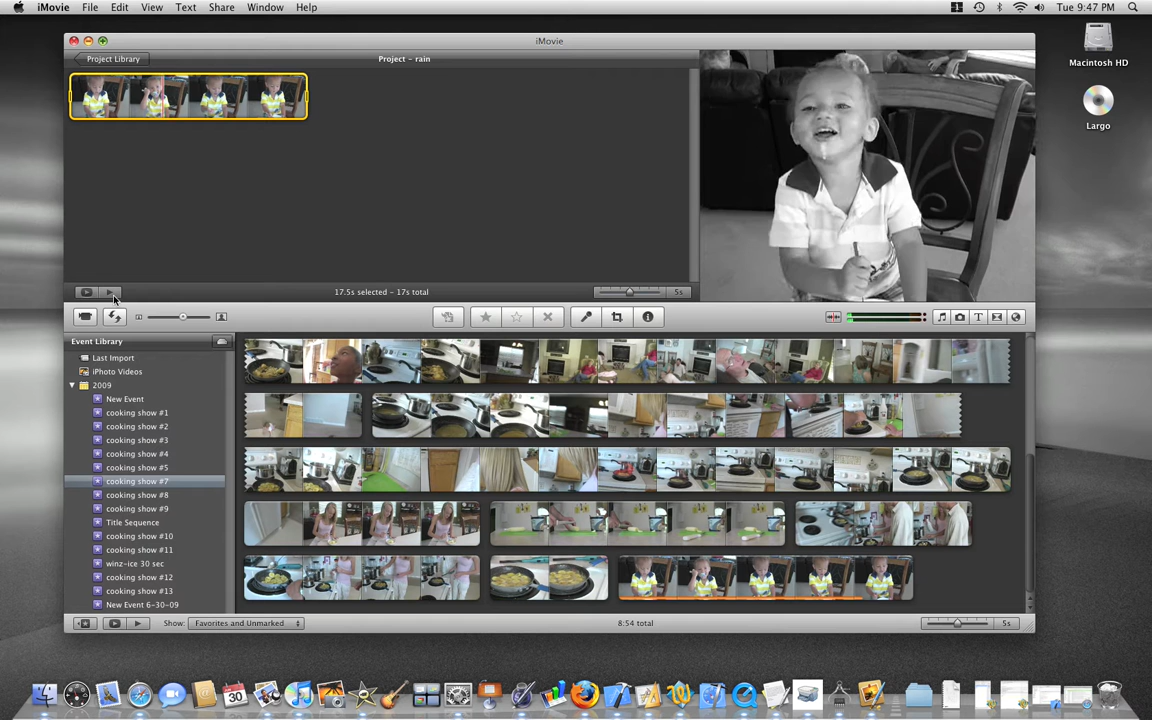 iMovie File Edit View Text Share Window Help
Tue 9:47 PM
iMovie
Project Library
Project – rain
Macintosh HD
Largo
17.5s selected – 17s total
5s
Event Library
Last Import
iPhoto Videos
2009
New Event
cooking show #1
cooking show #2
cooking show #3
cooking show #4
cooking show #5
cooking show #7
cooking show #8
cooking show #9
Title Sequence
cooking show #10
cooking show #11
winz-ice 30 sec
cooking show #12
cooking show #13
New Event 6-30-09
Show: Favorites and Unmarked
8:54 total
5s
30